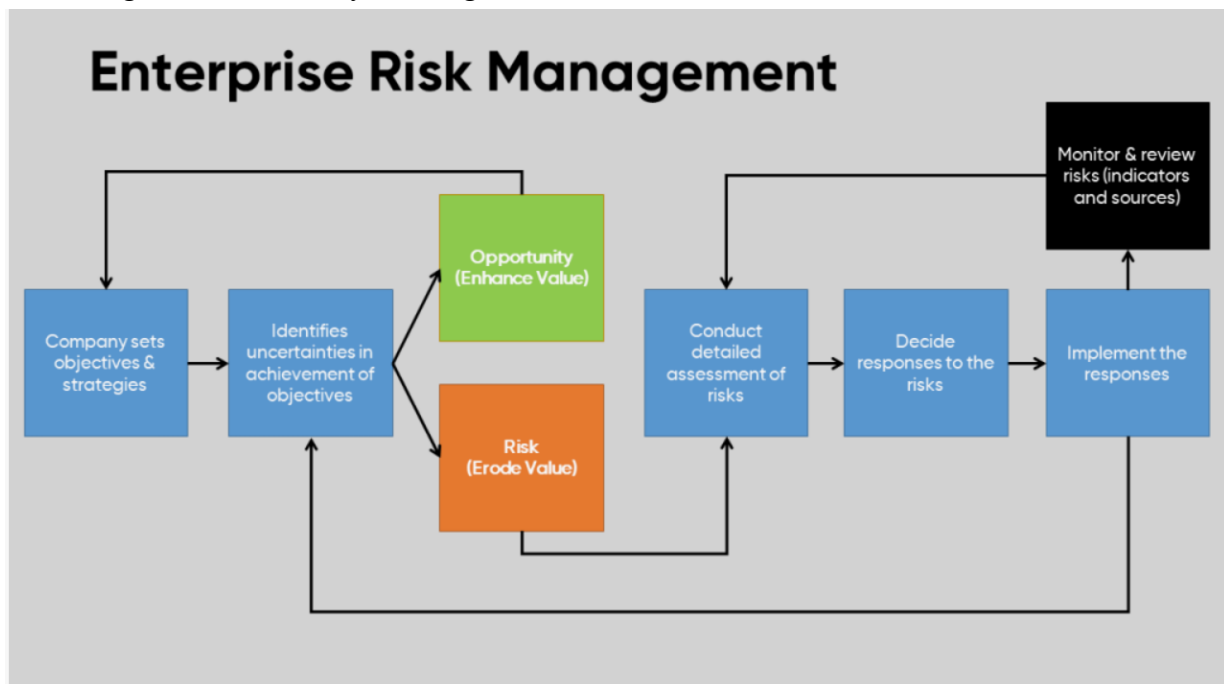 Enterprise Risk Management
Monitor & review
risks (indicators
and sources)
Opportunity
(Enhance Value)
Company sets
objectives &
strategies
Identifies
uncertainties in
achievement of
objectives
Risk
(Erode Value)
Conduct
detailed
assessment of
risks
Decide
responses to the
risks
Implement the
responses